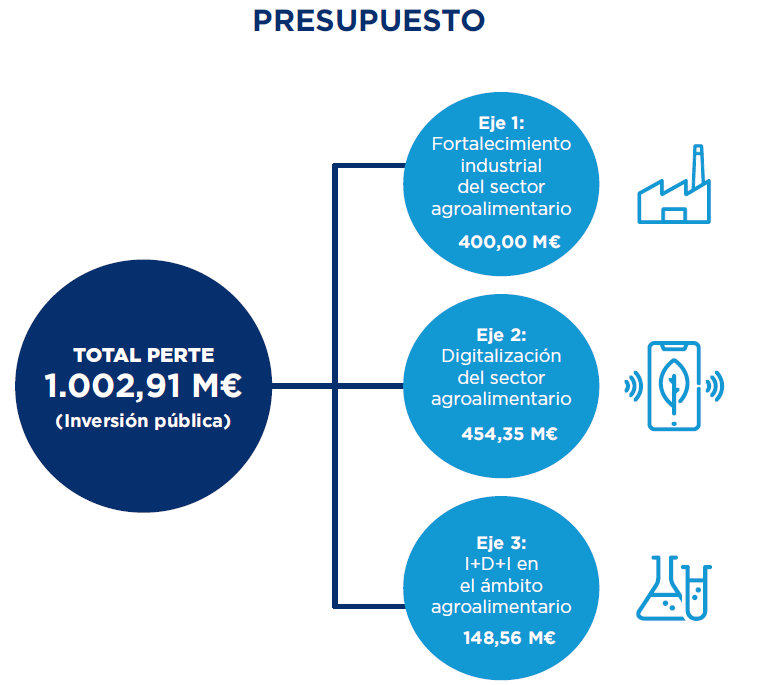 PRESUPUESTO
TOTAL PERTE
1.002,91 M€
(Inversión pública)
Eje 1:
Fortalecimiento
industrial
del sector
agroalimentario
400,00 M€
Eje 2:
Digitalización
del sector
agroalimentario
454,35 M€
Eje 3:
I+D+I en
el ámbito
agroalimentario
148,56 M€